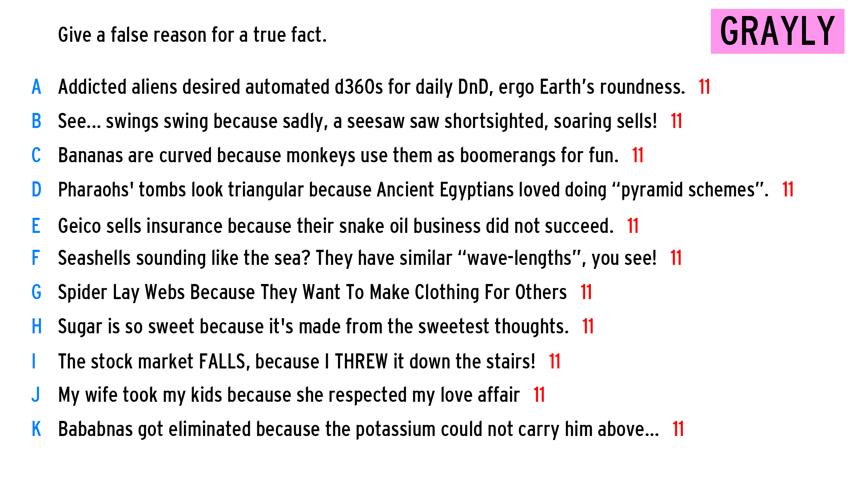 Give a false reason for a true fact.
GRAYLY
A Addicted aliens desired automated d360s for daily DnD, ergo Earth's roundness. 11
B See... swings swing because sadly, a seesaw saw shortsighted, soaring sells! 11
C Bananas are curved because monkeys use them as boomerangs for fun. 11
D Pharaohs' tombs look triangular because Ancient Egyptians loved doing “pyramid schemes”. 11
E Geico sells insurance because their snake oil business did not succeed. 11
F Seashells sounding like the sea? They have similar “wave-lengths”, you see! 11
G Spider Lay Webs Because They Want To Make Clothing For Others 11
H Sugar is so sweet because it's made from the sweetest thoughts. 11
I The stock market FALLS, because I THREW it down the stairs! 11
J My wife took my kids because she respected my love affair 11
K Bababnas got eliminated because the potassium could not carry him above... 11